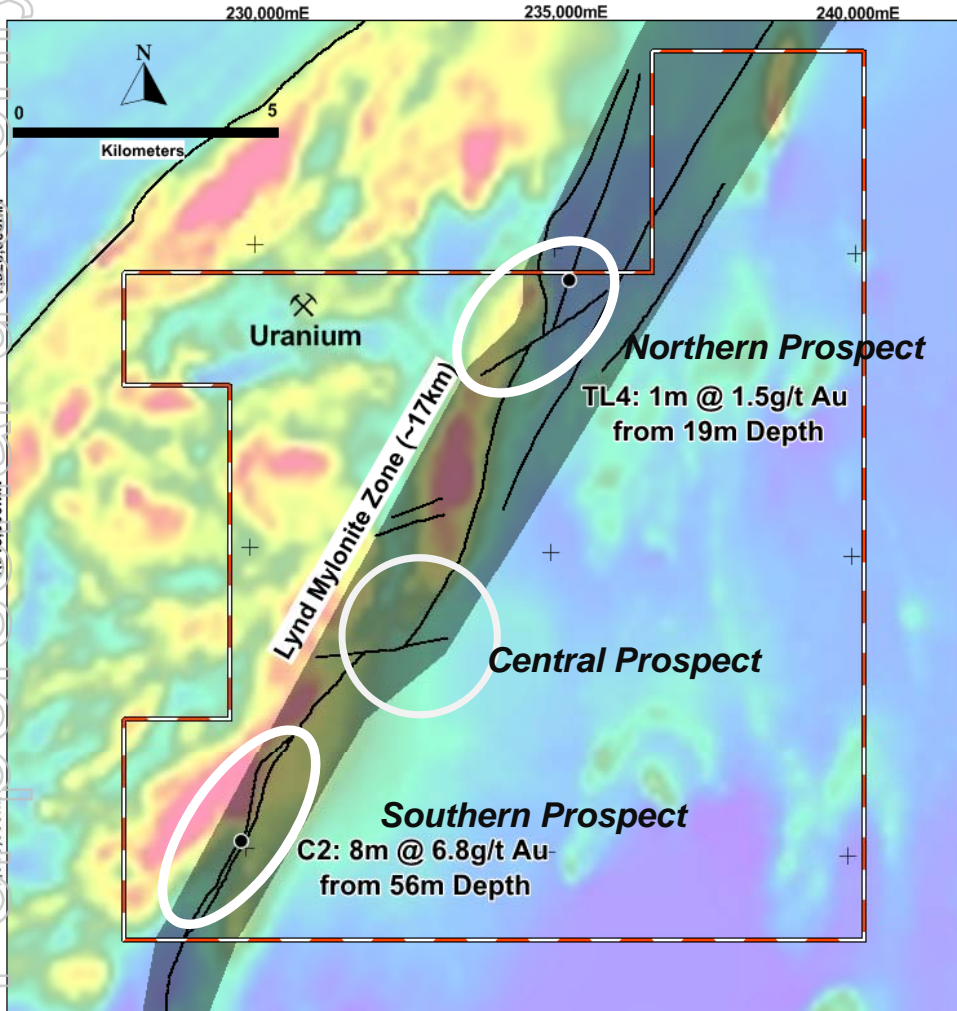 230,000mE
235,000mE
240,000mE
N
0
5
Kilometers
Uranium
Northern Prospect
TL4: 1m @ 1.5g/t Au
from 19m Depth
Lynd Mylonite Zone (~17km)
Central Prospect
Southern Prospect
C2: 8m @ 6.8g/t Au
from 56m Depth